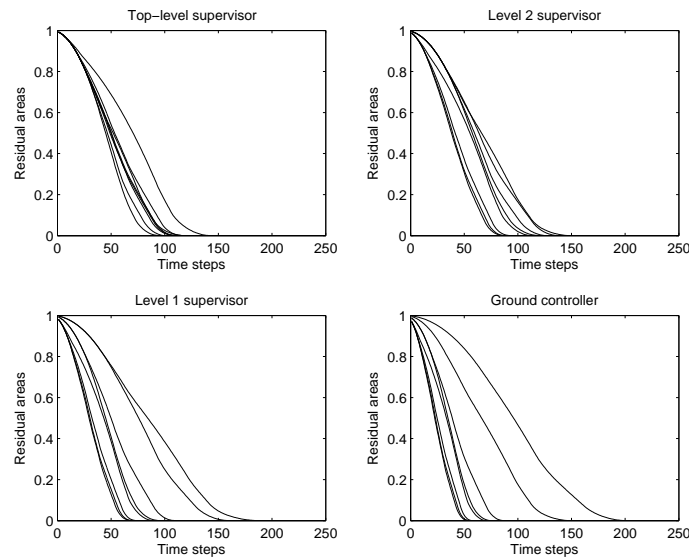 Top−level supervisor
1
0.8
0.6
0.4
0.2
0
Residual areas
0 50 100 150 200 250
Time steps
Level 2 supervisor
1
0.8
0.6
0.4
0.2
0
Residual areas
0 50 100 150 200 250
Time steps
Level 1 supervisor
1
0.8
0.6
0.4
0.2
0
Residual areas
0 50 100 150 200 250
Time steps
Ground controller
1
0.8
0.6
0.4
0.2
0
Residual areas
0 50 100 150 200 250
Time steps